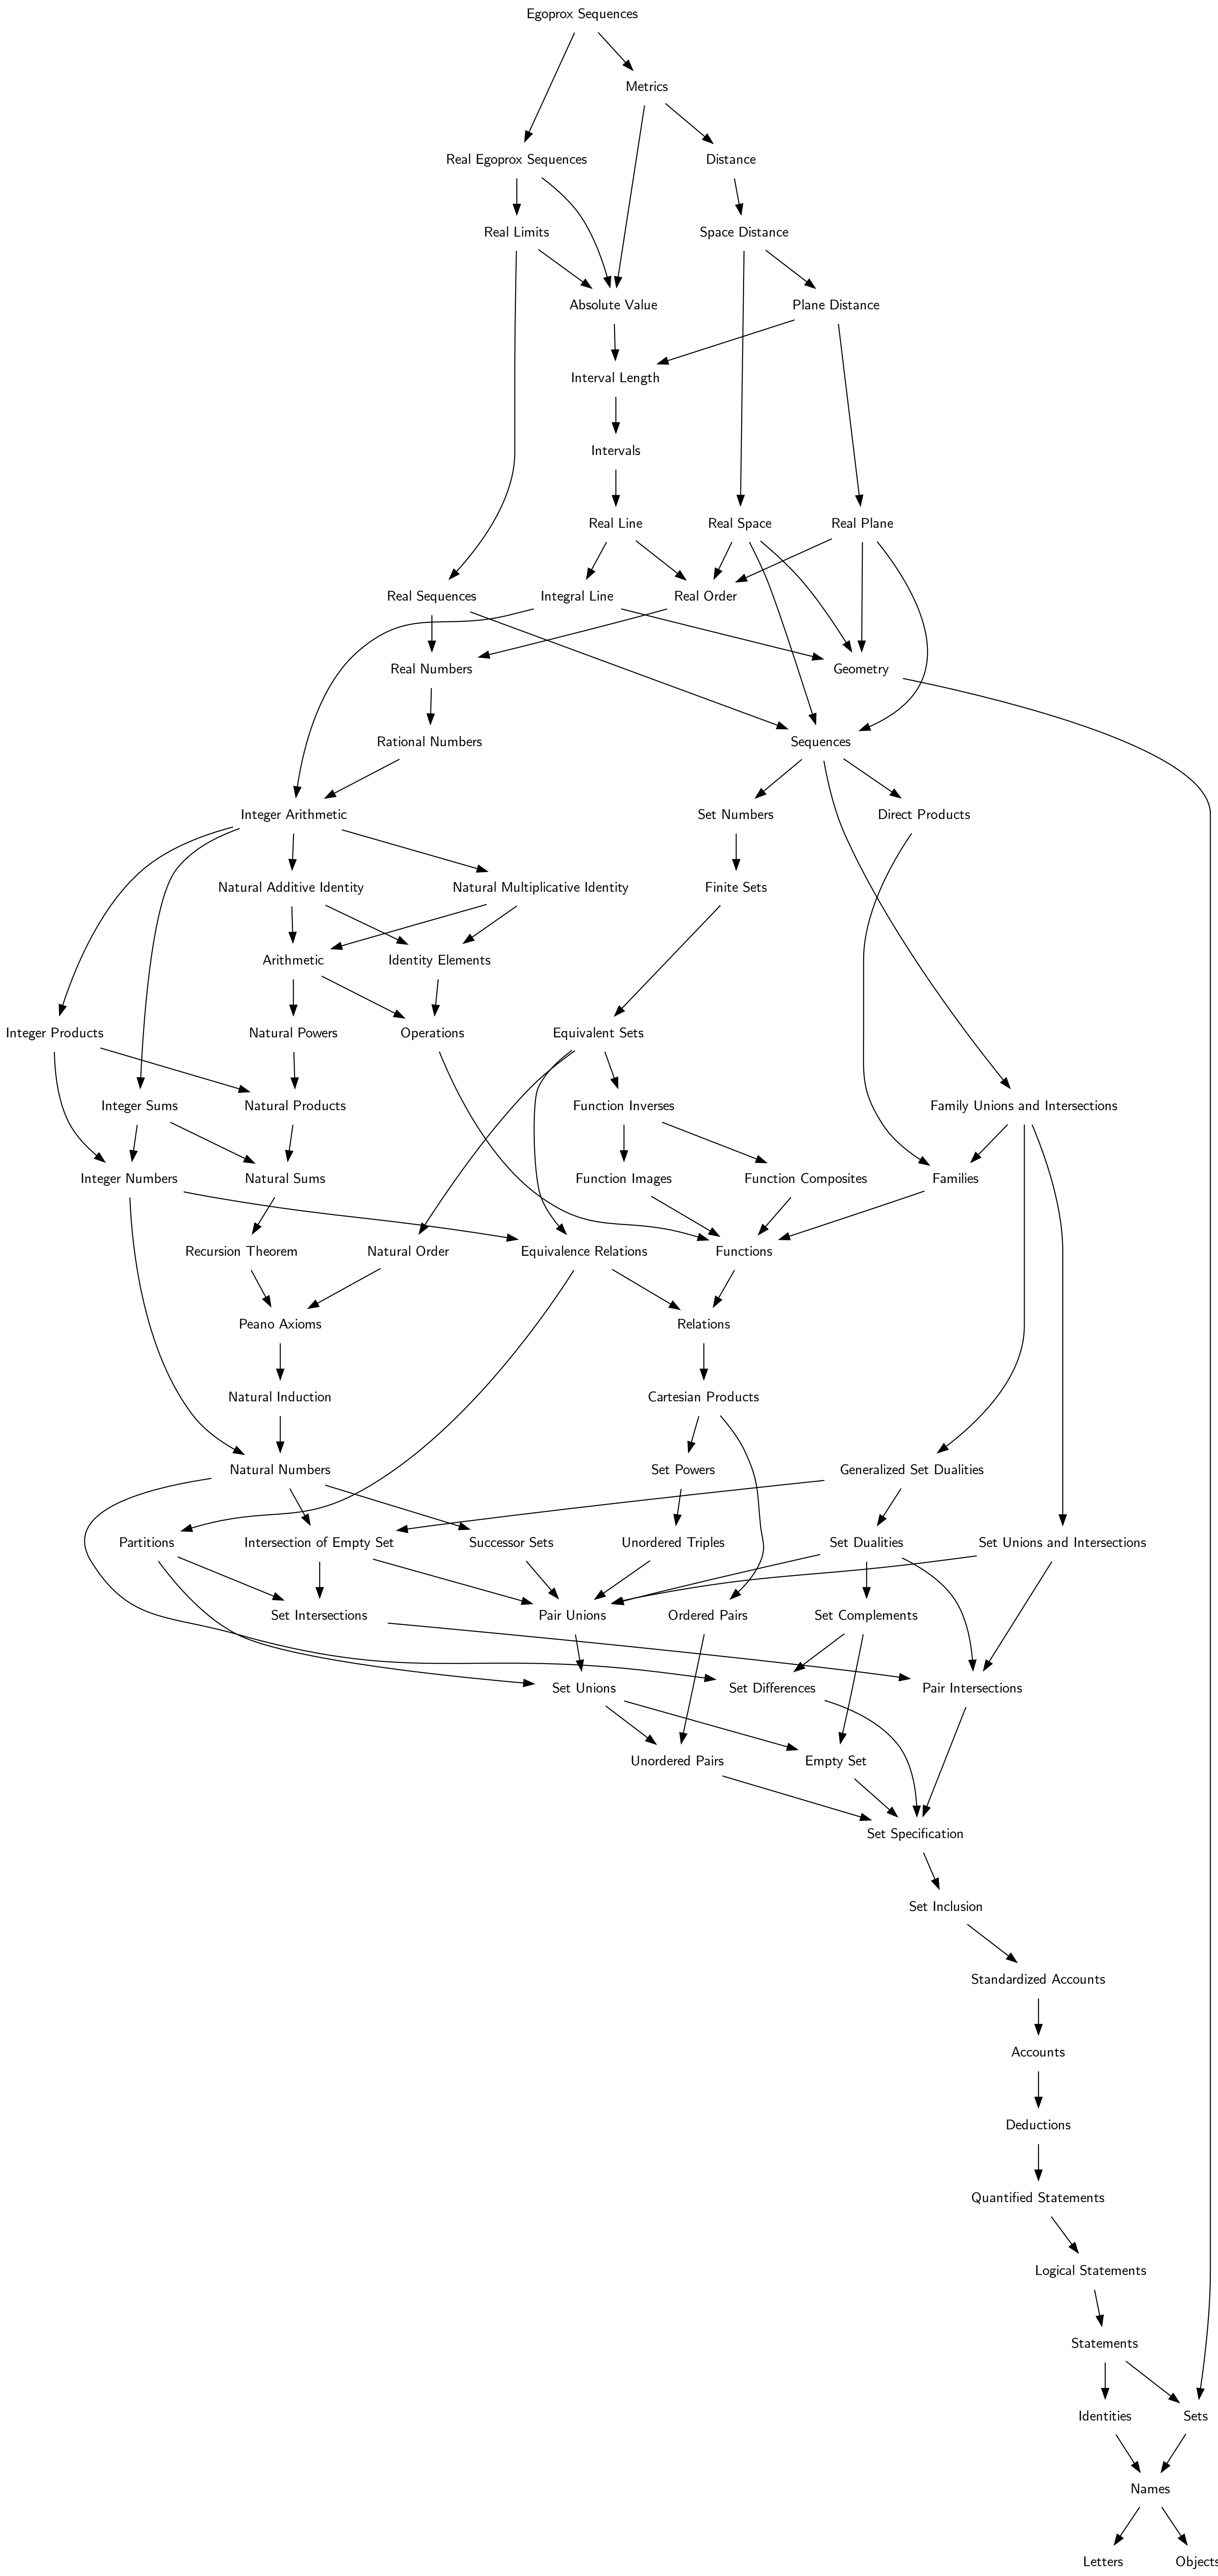 Egoprox Sequences
Metrics
Real Egoprox Sequences
Distance
Real Limits
Space Distance
Absolute Value
Plane Distance
Interval Length
Intervals
Real Line
Real Space
Real Plane
Real Sequences
Integral Line
Real Order
Real Numbers
Geometry
Rational Numbers
Sequences
Integer Arithmetic
Set Numbers
Direct Products
Natural Additive Identity
Natural Multiplicative Identity
Finite Sets
Arithmetic
Identity Elements
Integer Products
Natural Powers
Operations
Equivalent Sets
Integer Sums
Natural Products
Function Inverses
Family Unions and Intersections
Integer Numbers
Natural Sums
Function Images
Function Composites
Families
Recursion Theorem
Natural Order
Equivalence Relations
Functions
Peano Axioms
Relations
Natural Induction
Cartesian Products
Natural Numbers
Set Powers
Generalized Set Dualities
Partitions
Intersection of Empty Set
Successor Sets
Unordered Triples
Set Dualities
Set Unions and Intersections
Set Intersections
Pair Unions
Ordered Pairs
Set Complements
Set Unions
Set Differences
Pair Intersections
Unordered Pairs
Empty Set
Set Specification
Set Inclusion
Standardized Accounts
Accounts
Deductions
Quantified Statements
Logical Statements
Statements
Identities
Sets
Names
Letters
Objects